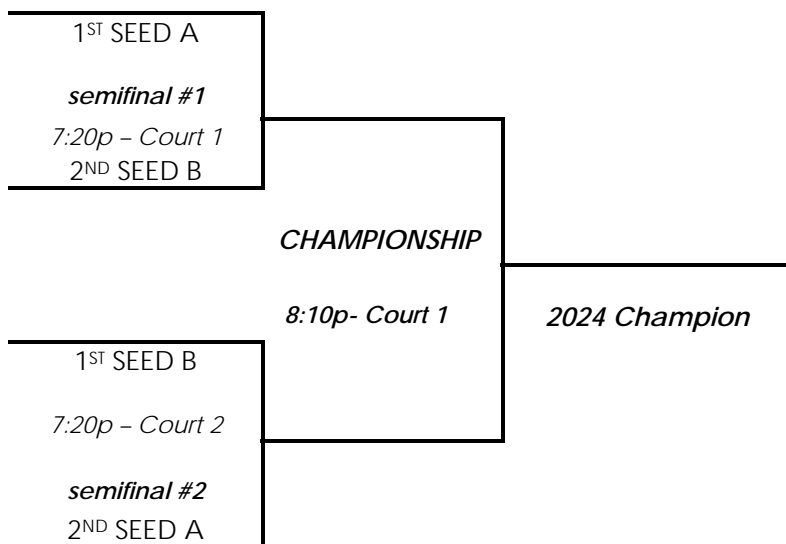 1ST SEED A
semifinal #1
7:20p – Court 1
2ND SEED B
CHAMPIONSHIP
8:10p- Court 1
2024 Champion
1ST SEED B
7:20p – Court 2
semifinal #2
2ND SEED A